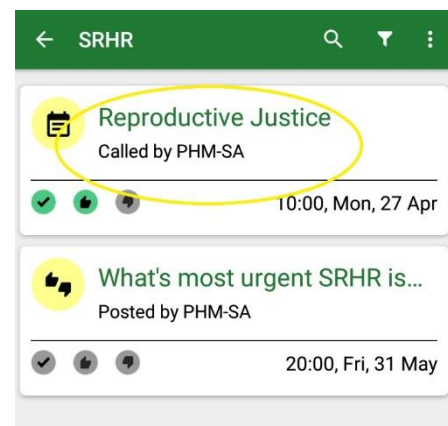 SRHR
Reproductive Justice
Called by PHM-SA
10:00, Mon, 27 Apr
What's most urgent SRHR is...
Posted by PHM-SA
20:00, Fri, 31 May